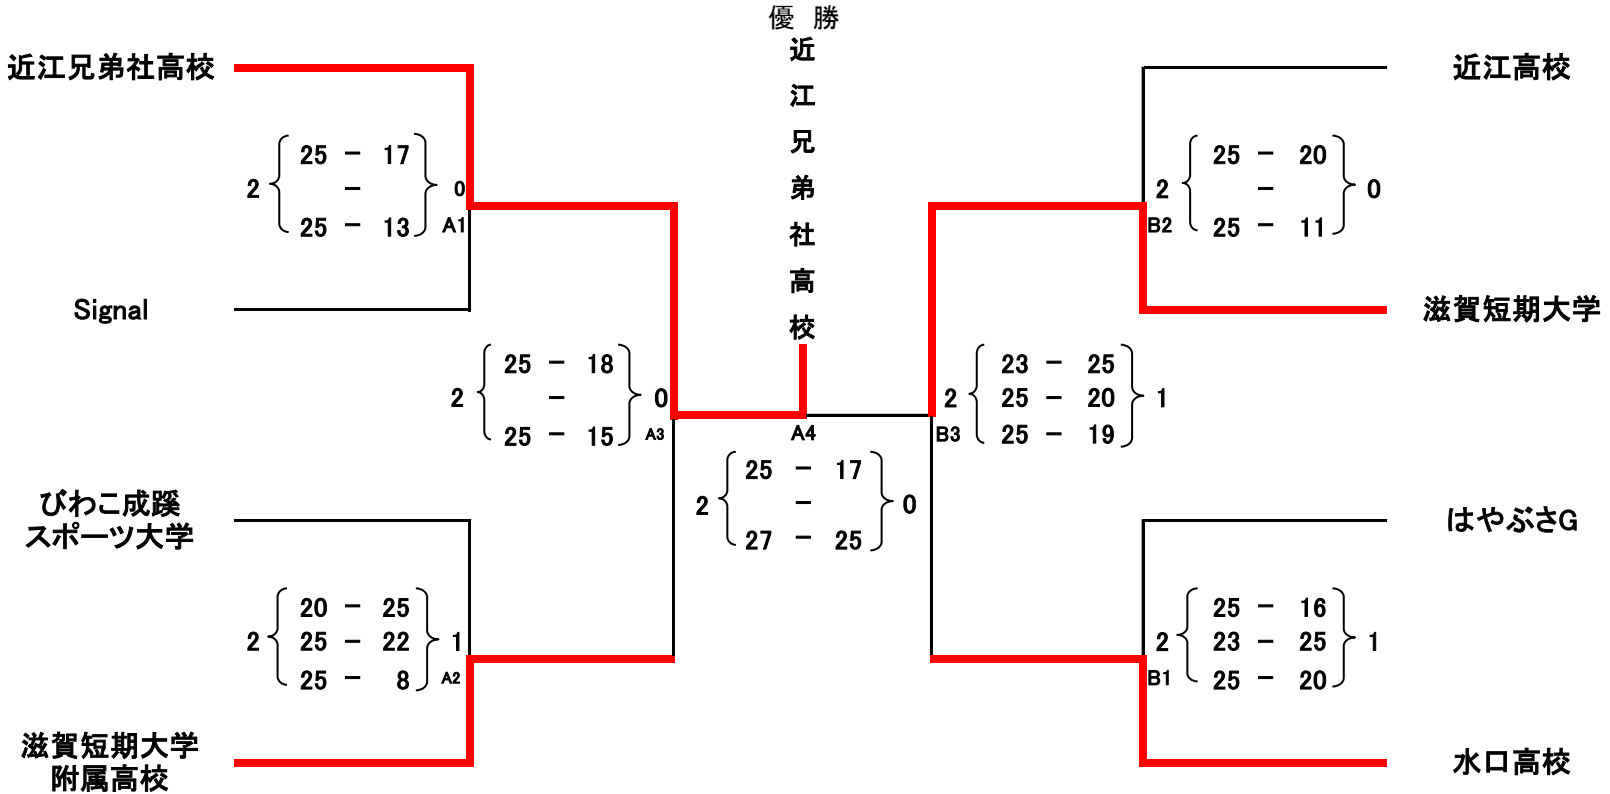 優 勝
近江兄弟社高校
近江兄弟社高校
近江高校
25 － 17
2 － 0
25 － 13
A1
25 － 20
2 － 0
25 － 11
B2
Signal
滋賀短期大学
25 － 18
2 － 0
25 － 15
A3
23 － 25
2 25 － 20 1
25 － 19
B3
A4
25 － 17
2 － 0
27 － 25
びわこ成蹊
スポーツ大学
はやぶさG
20 － 25
2 25 － 22 1
25 － 8
A2
25 － 16
2 23 － 25 1
25 － 20
B1
滋賀短期大学
附属高校
水口高校